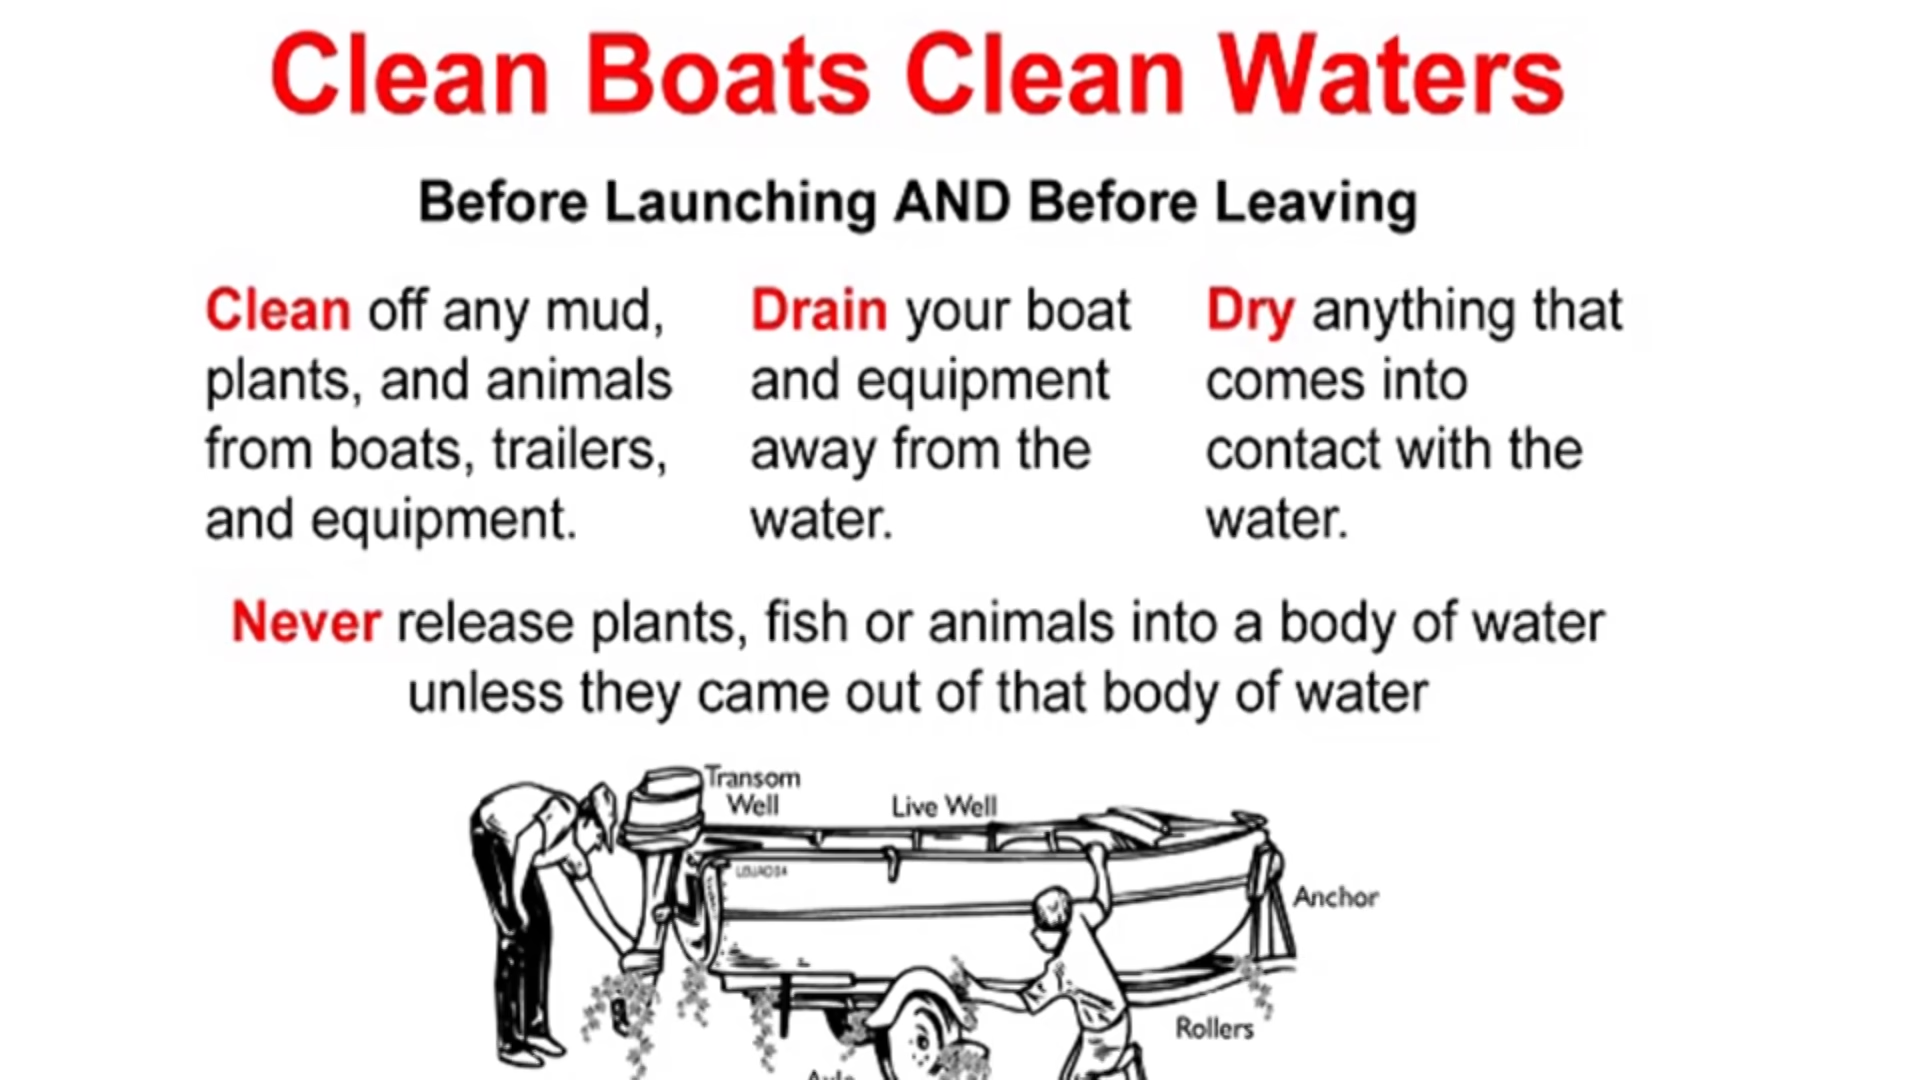 Clean Boats Clean Waters
Before Launching AND Before Leaving
Clean off any mud,
plants, and animals
from boats, trailers,
and equipment.
Drain your boat
and equipment
away from the
water.
Dry anything that
comes into
contact with the
water.
Never release plants, fish or animals into a body of water
unless they came out of that body of water
Transom
Well
Live Well
Anchor
Rollers